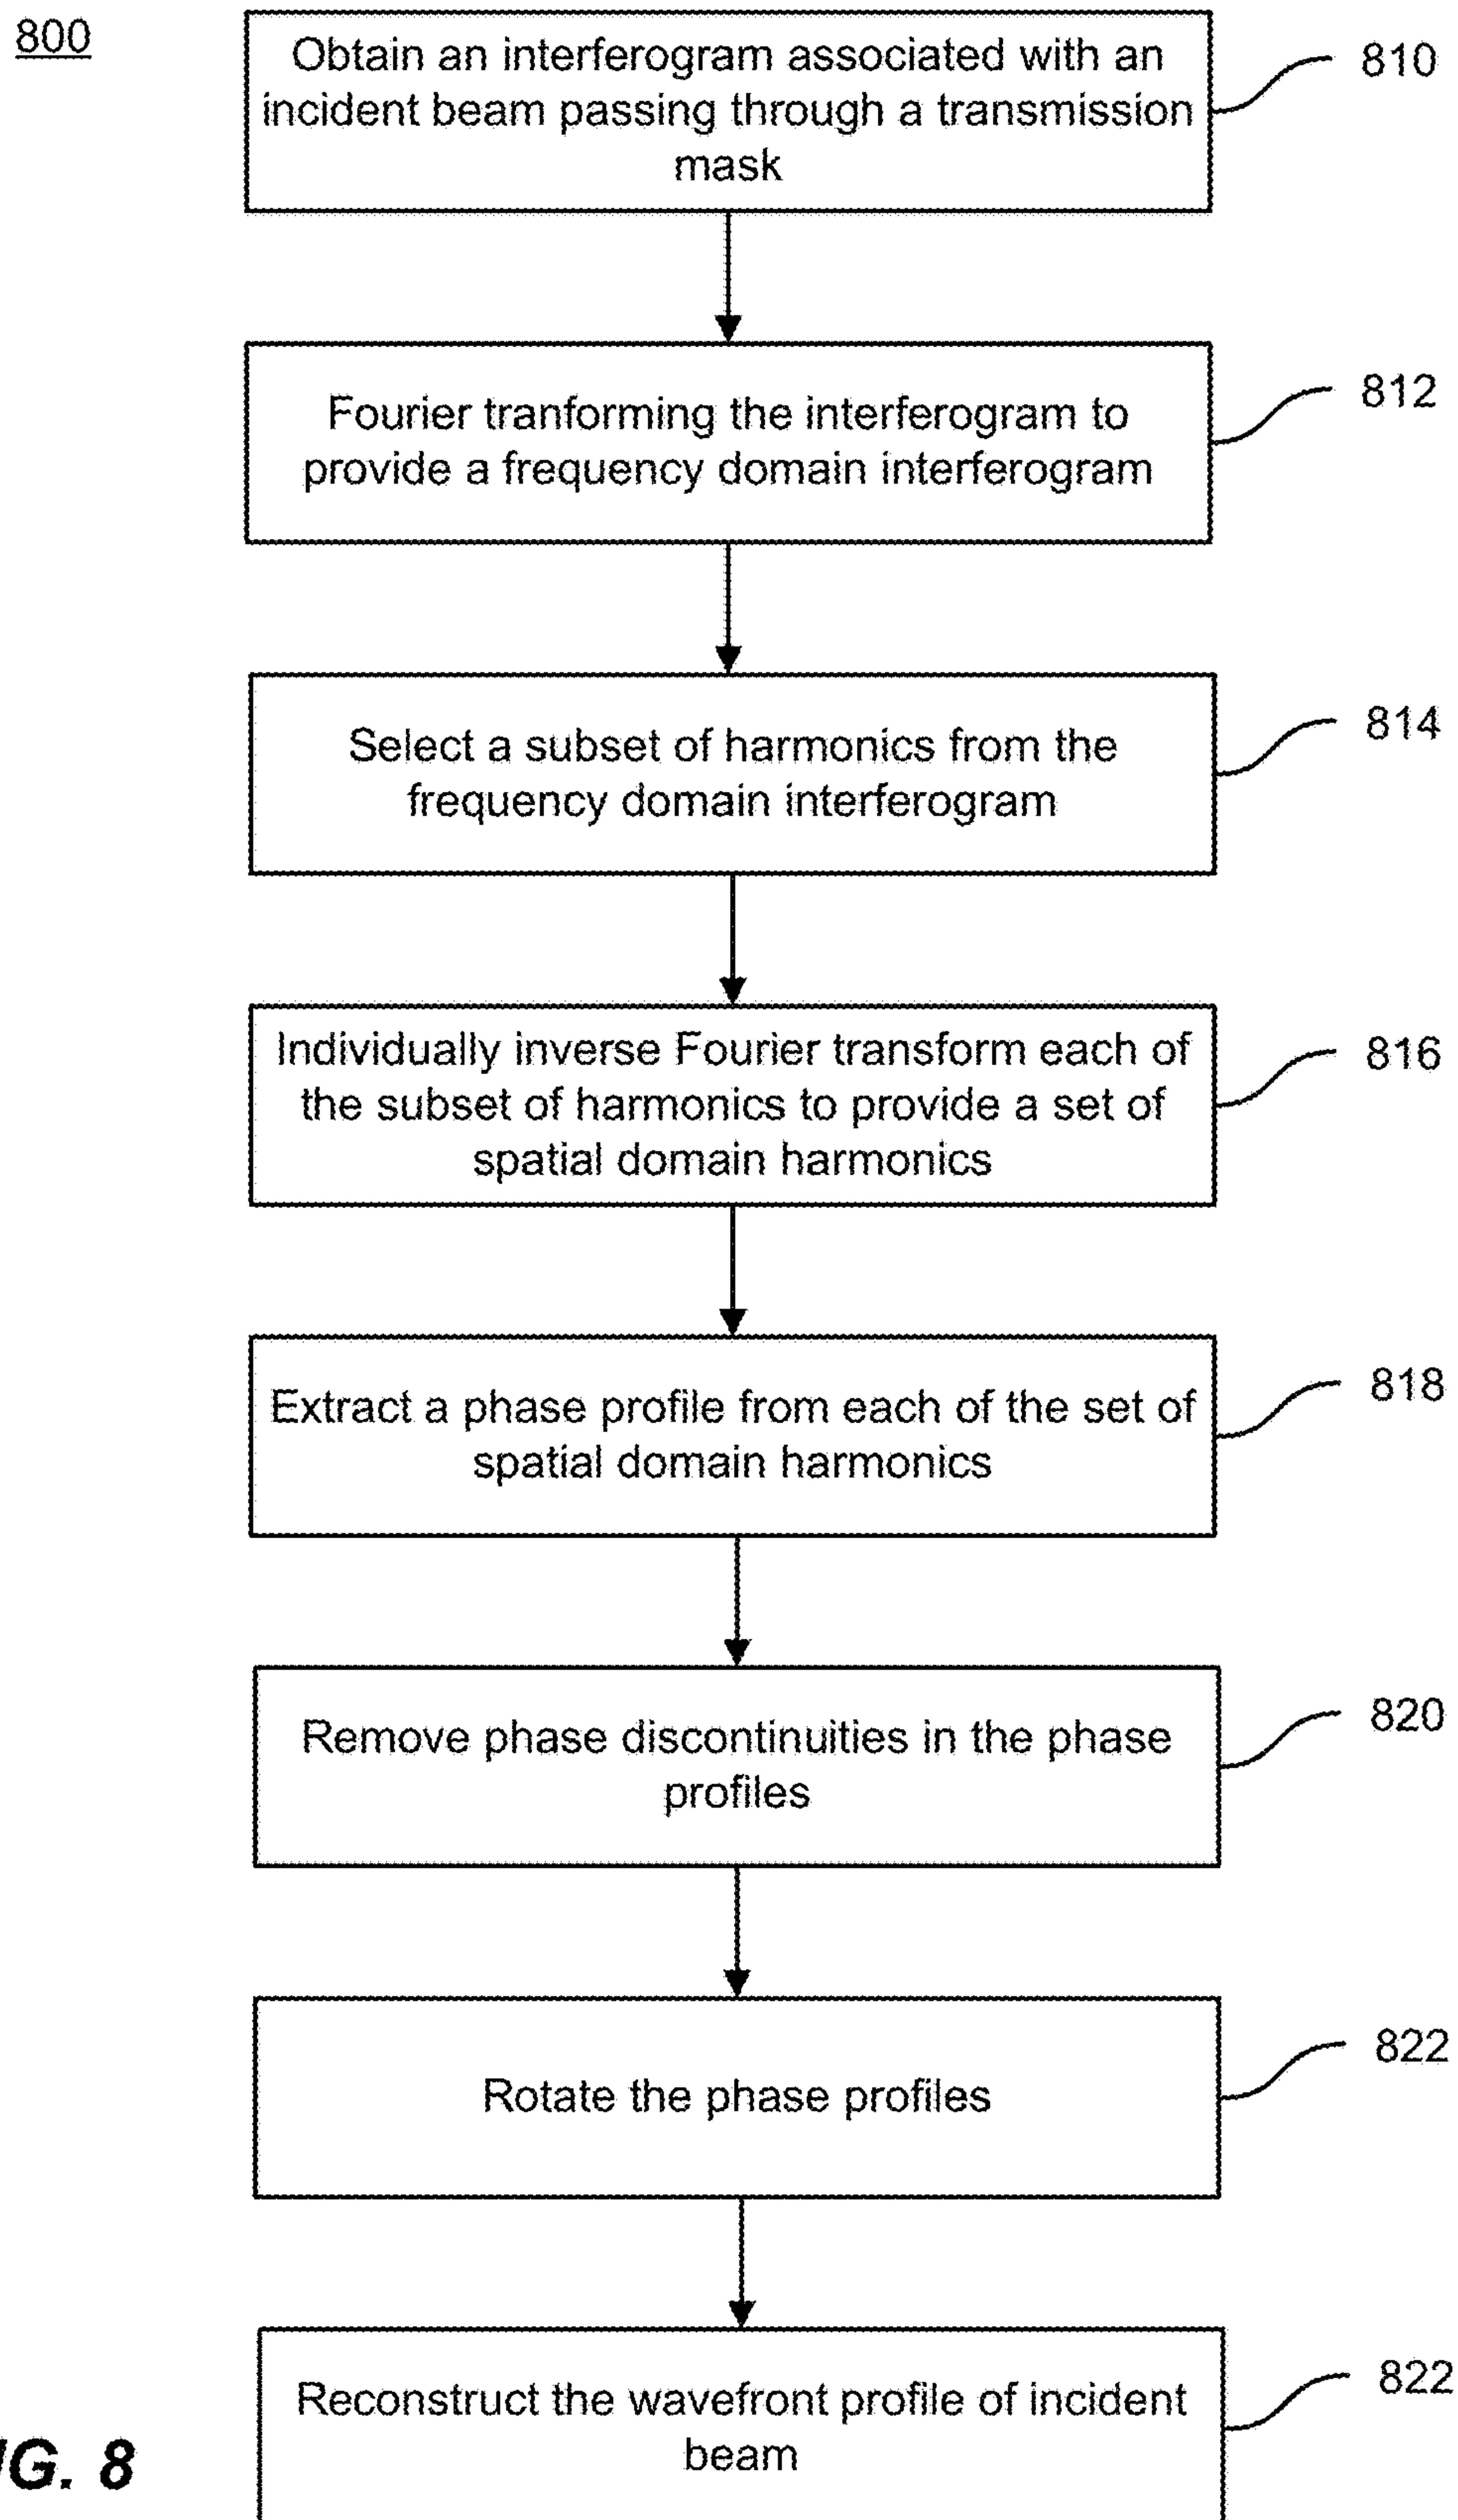 800
Obtain an interferogram associated with an
incident beam passing through a transmission
mask
810
Fourier tranforming the interferogram to
provide a frequency domain interferogram
812
Select a subset of harmonics from the
frequency domain interferogram
814
Individually inverse Fourier transform each of
the subset of harmonics to provide a set of
spatial domain harmonics
816
Extract a phase profile from each of the set of
spatial domain harmonics
818
Remove phase discontinuities in the phase
profiles
820
Rotate the phase profiles
822
Reconstruct the wavefront profile of incident
beam
822
IG. 8